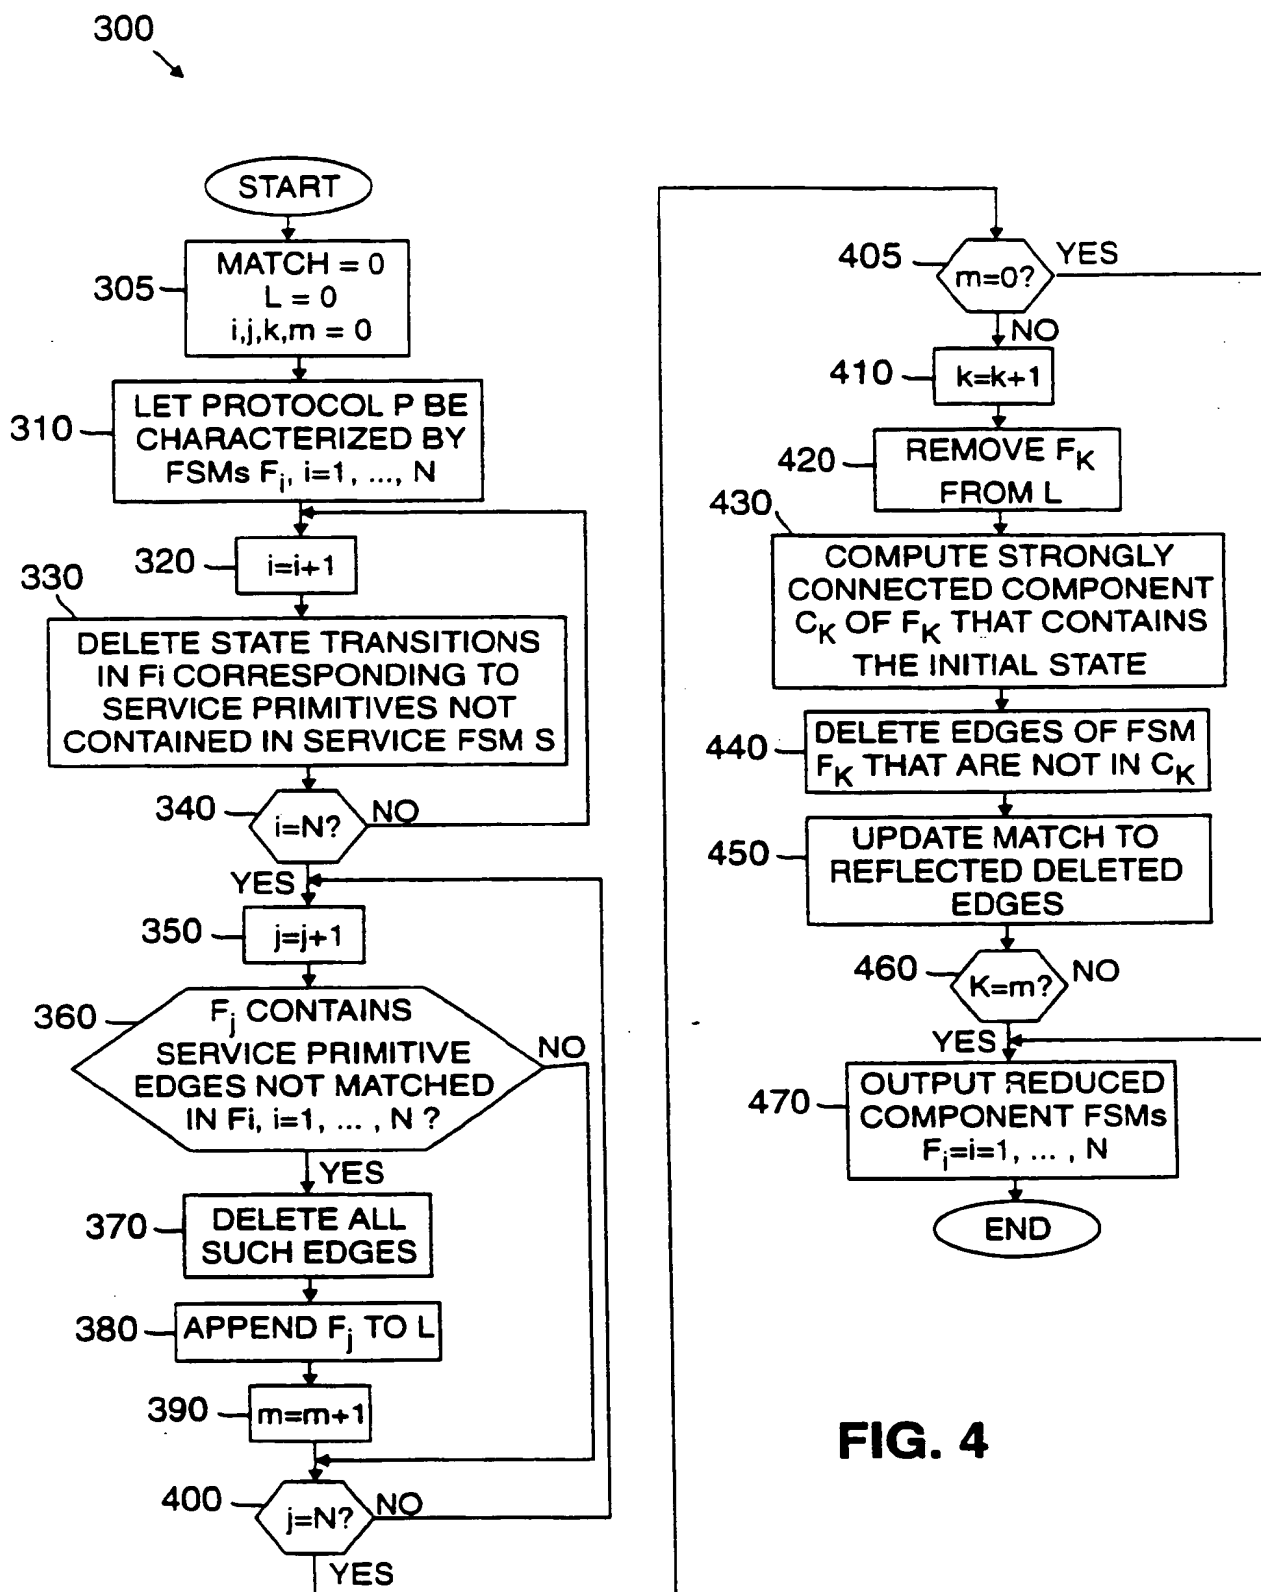 300
START
305
MATCH = 0
L = 0
i,j,k,m = 0
310
LET PROTOCOL P BE
CHARACTERIZED BY
FSMs Fi, i=1, ..., N
320
i=i+1
330
DELETE STATE TRANSITIONS
IN Fi CORRESPONDING TO
SERVICE PRIMITIVES NOT
CONTAINED IN SERVICE FSM S
340
i=N?
NO
YES
350
j=j+1
360
Fj CONTAINS
SERVICE PRIMITIVE
EDGES NOT MATCHED
IN Fi, i=1, ... , N ?
NO
YES
370
DELETE ALL
SUCH EDGES
380
APPEND Fj TO L
390
m=m+1
400
j=N?
NO
YES
405
m=0?
YES
NO
410
k=k+1
420
REMOVE FK
FROM L
430
COMPUTE STRONGLY
CONNECTED COMPONENT
CK OF FK THAT CONTAINS
THE INITIAL STATE
440
DELETE EDGES OF FSM
FK THAT ARE NOT IN CK
450
UPDATE MATCH TO
REFLECTED DELETED
EDGES
460
K=m?
NO
YES
470
OUTPUT REDUCED
COMPONENT FSMs
Fi=i=1, ... , N
END
FIG. 4